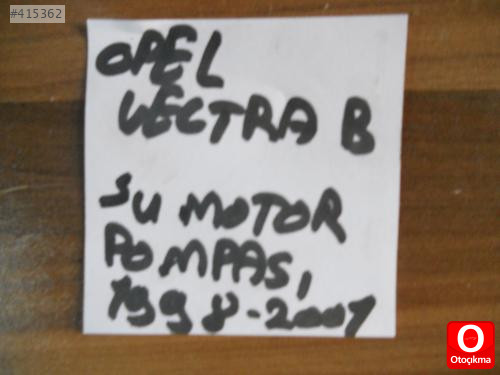 #415362
OPEL
VECTRA B
SU MOTOR
POMPASI
1998-2001
O
Otoçıkma